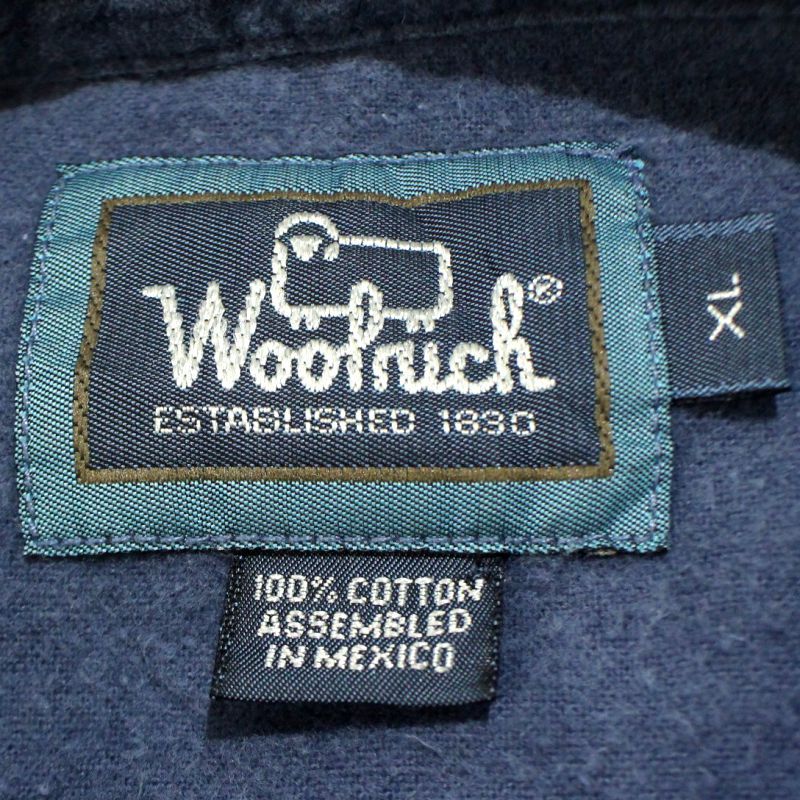 Woolrich®
ESTABLISHED 1830
XL
100% COTTON
ASSEMBLED
IN MEXICO